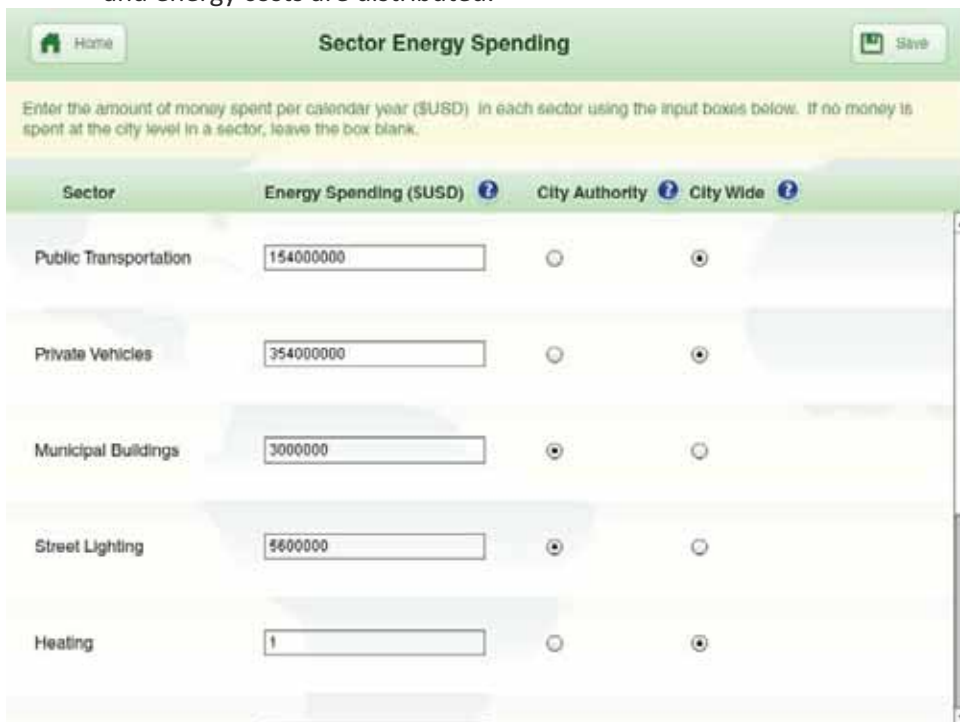 and energy costs are distributed.
Home Sector Energy Spending Save
Enter the amount of money spent per calendar year ($USD) in each sector using the input boxes below. If no money is
spent at the city level in a sector, leave the box blank.
Sector Energy Spending ($USD) ? City Authority ? City Wide ?
Public Transportation 154000000
Private Vehicles 354000000
Municipal Buildings 3000000
Street Lighting 5600000
Heating 1